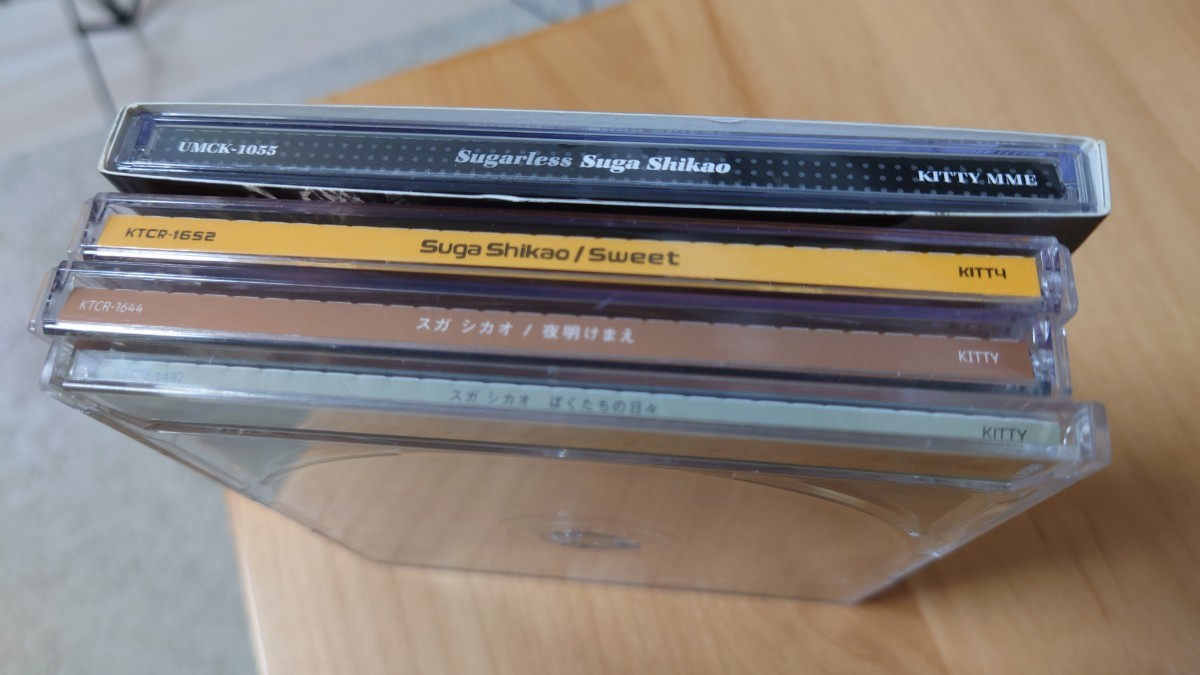 UMCK-1055 Sugarless Suga Shikao KITTY MME
KTCR-1652 Suga Shikao / Sweet KITTY
KTCR-1644 スガ シカオ / 夜明けまえ KITTY
スガ シカオ ぼくたちの日々 KITTY